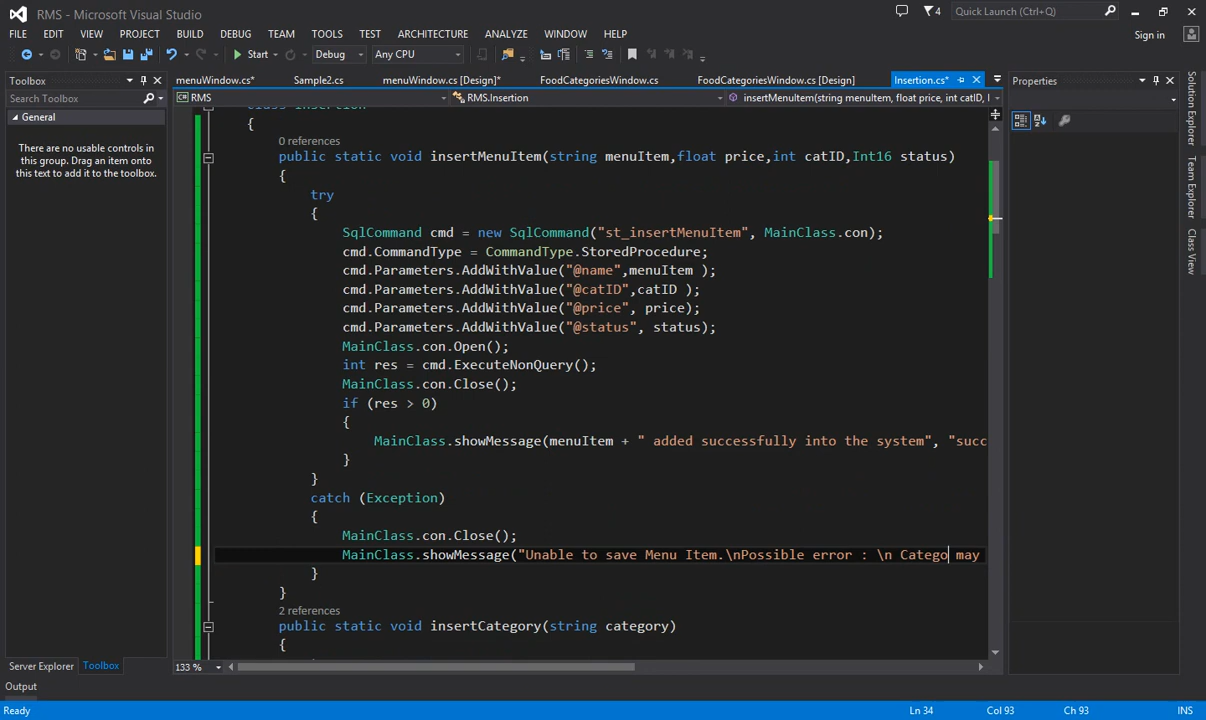 RMS - Microsoft Visual Studio
4
Quick Launch (Ctrl+Q)
FILE EDIT VIEW PROJECT BUILD DEBUG TEAM TOOLS TEST ARCHITECTURE ANALYZE WINDOW HELP
Sign in
Start Debug Any CPU
Toolbox
Search Toolbox
General
There are no usable controls in
this group. Drag an item onto
this text to add it to the toolbox.
menuWindow.cs* Sample2.cs menuWindow.cs [Design]* FoodCategoriesWindow.cs FoodCategoriesWindow.cs [Design] Insertion.cs*
RMS RMS.Insertion insertMenuItem(string menuItem, float price, int catID, I
class Insertion
{
0 references
public static void insertMenuItem(string menuItem,float price,int catID,Int16 status)
{
try
{
SqlCommand cmd = new SqlCommand("st_insertMenuItem", MainClass.con);
cmd.CommandType = CommandType.StoredProcedure;
cmd.Parameters.AddWithValue("@name",menuItem );
cmd.Parameters.AddWithValue("@catID",catID );
cmd.Parameters.AddWithValue("@price", price);
cmd.Parameters.AddWithValue("@status", status);
MainClass.con.Open();
int res = cmd.ExecuteNonQuery();
MainClass.con.Close();
if (res > 0)
{
MainClass.showMessage(menuItem + " added successfully into the system", "succ
}
}
catch (Exception)
{
MainClass.con.Close();
MainClass.showMessage("Unable to save Menu Item.\nPossible error : \n Catego may
}
}
2 references
public static void insertCategory(string category)
{
133 %
Properties
Solution Explorer
Team Explorer
Class View
Server Explorer Toolbox
Output
Ready Ln 34 Col 93 Ch 93 INS